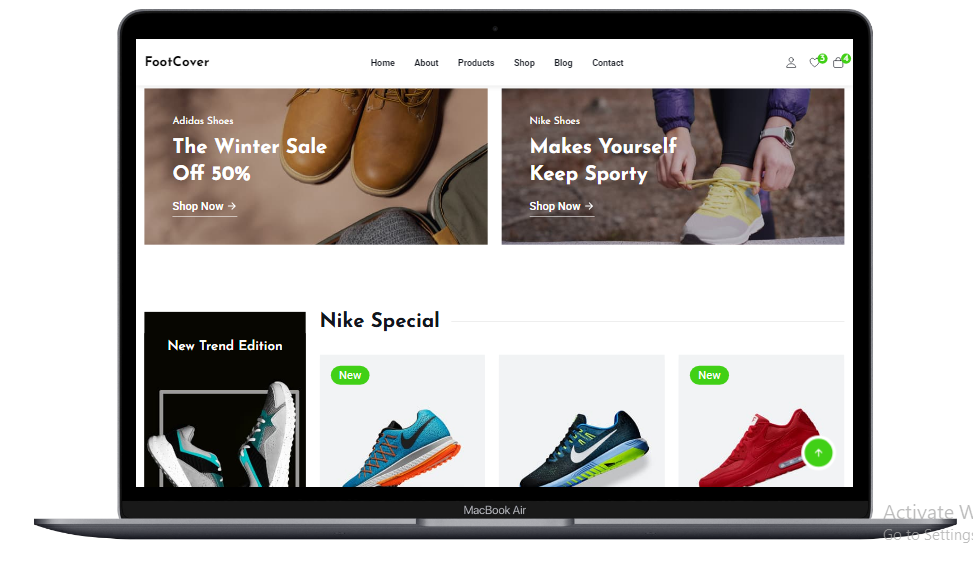 FootCover
Home About Products Shop Blog Contact
3
4
Adidas Shoes
The Winter Sale
Off 50%
Shop Now →
Nike Shoes
Makes Yourself
Keep Sporty
Shop Now →
New Trend Edition
Nike Special
New
New
MacBook Air
Activate W
Go to Settings